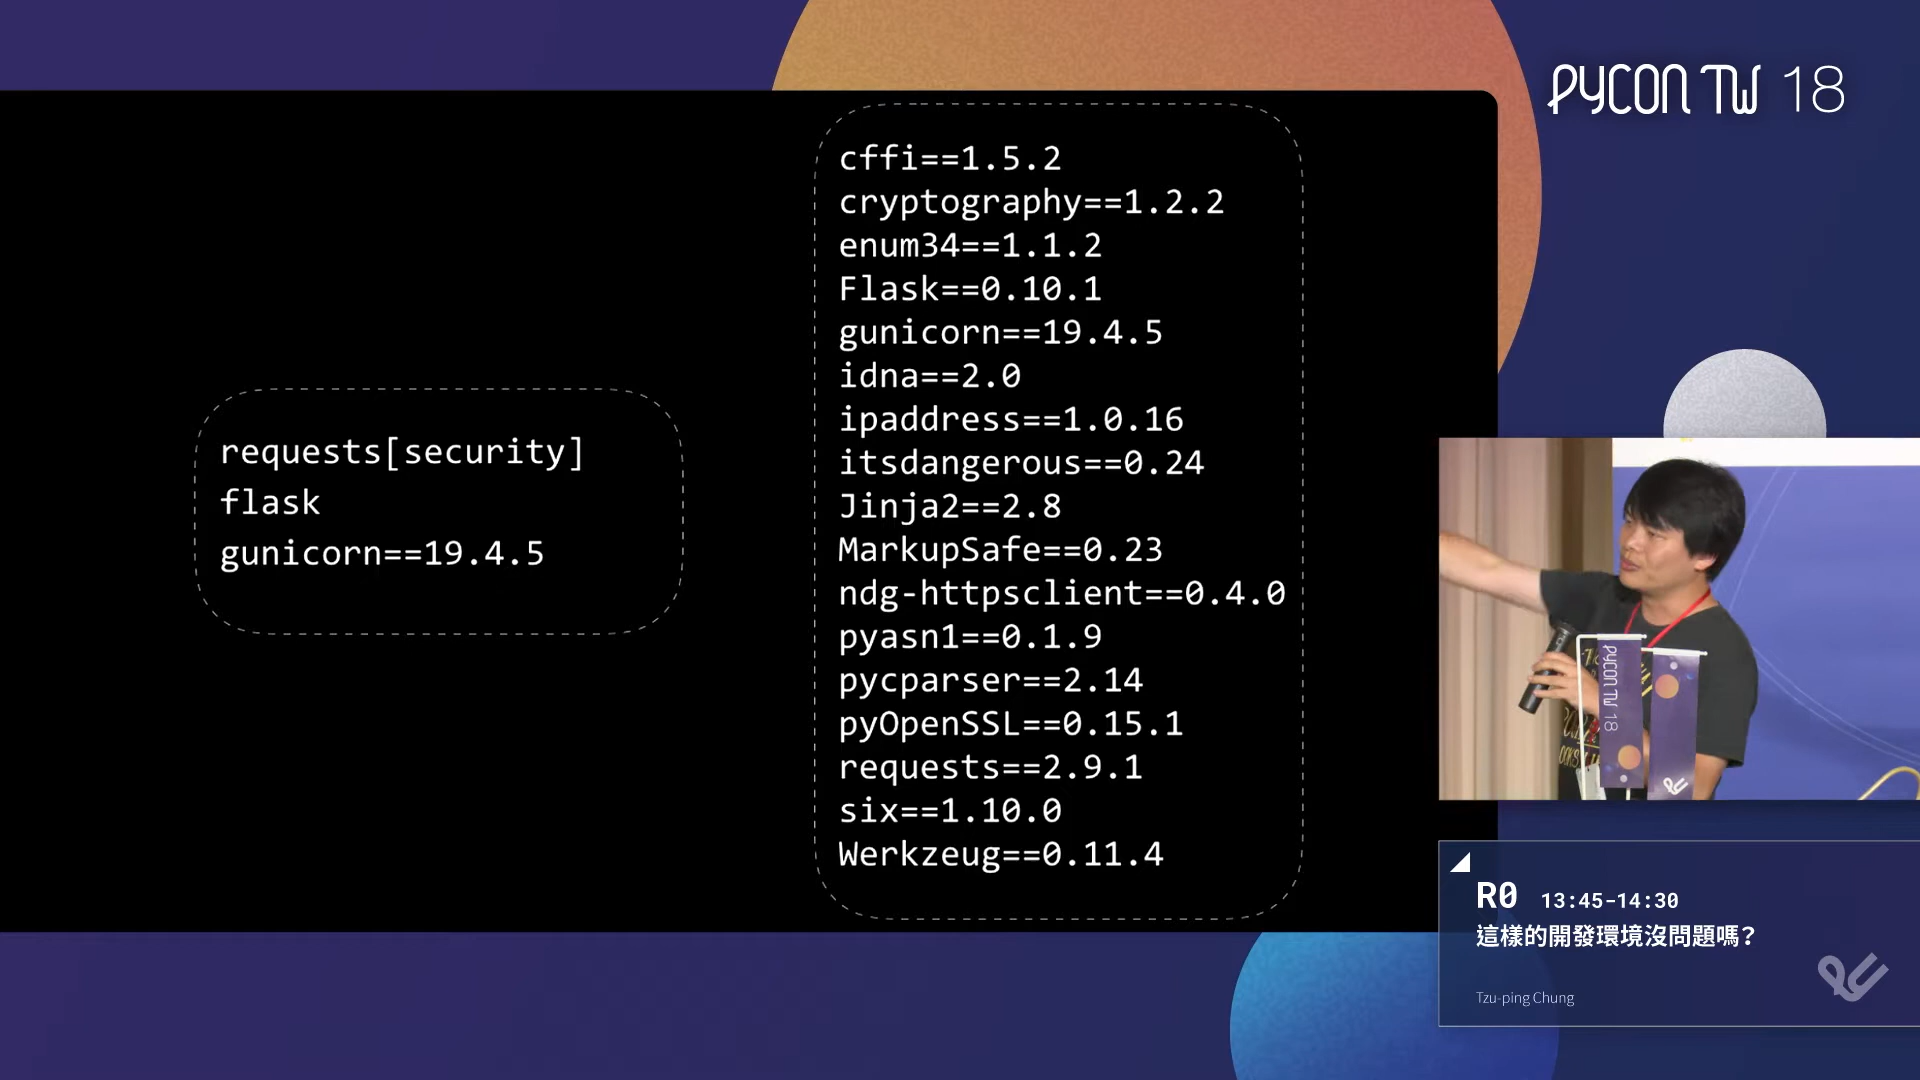 PYCON TW 18
requests[security]
flask
gunicorn==19.4.5
cffi==1.5.2
cryptography==1.2.2
enum34==1.1.2
Flask==0.10.1
gunicorn==19.4.5
idna==2.0
ipaddress==1.0.16
itsdangerous==0.24
Jinja2==2.8
MarkupSafe==0.23
ndg-httpsclient==0.4.0
pyasn1==0.1.9
pycparser==2.14
pyOpenSSL==0.15.1
requests==2.9.1
six==1.10.0
Werkzeug==0.11.4
PYCON TW 18
R0 13:45-14:30
這樣的開發環境沒問題嗎?
Tzu-ping Chung